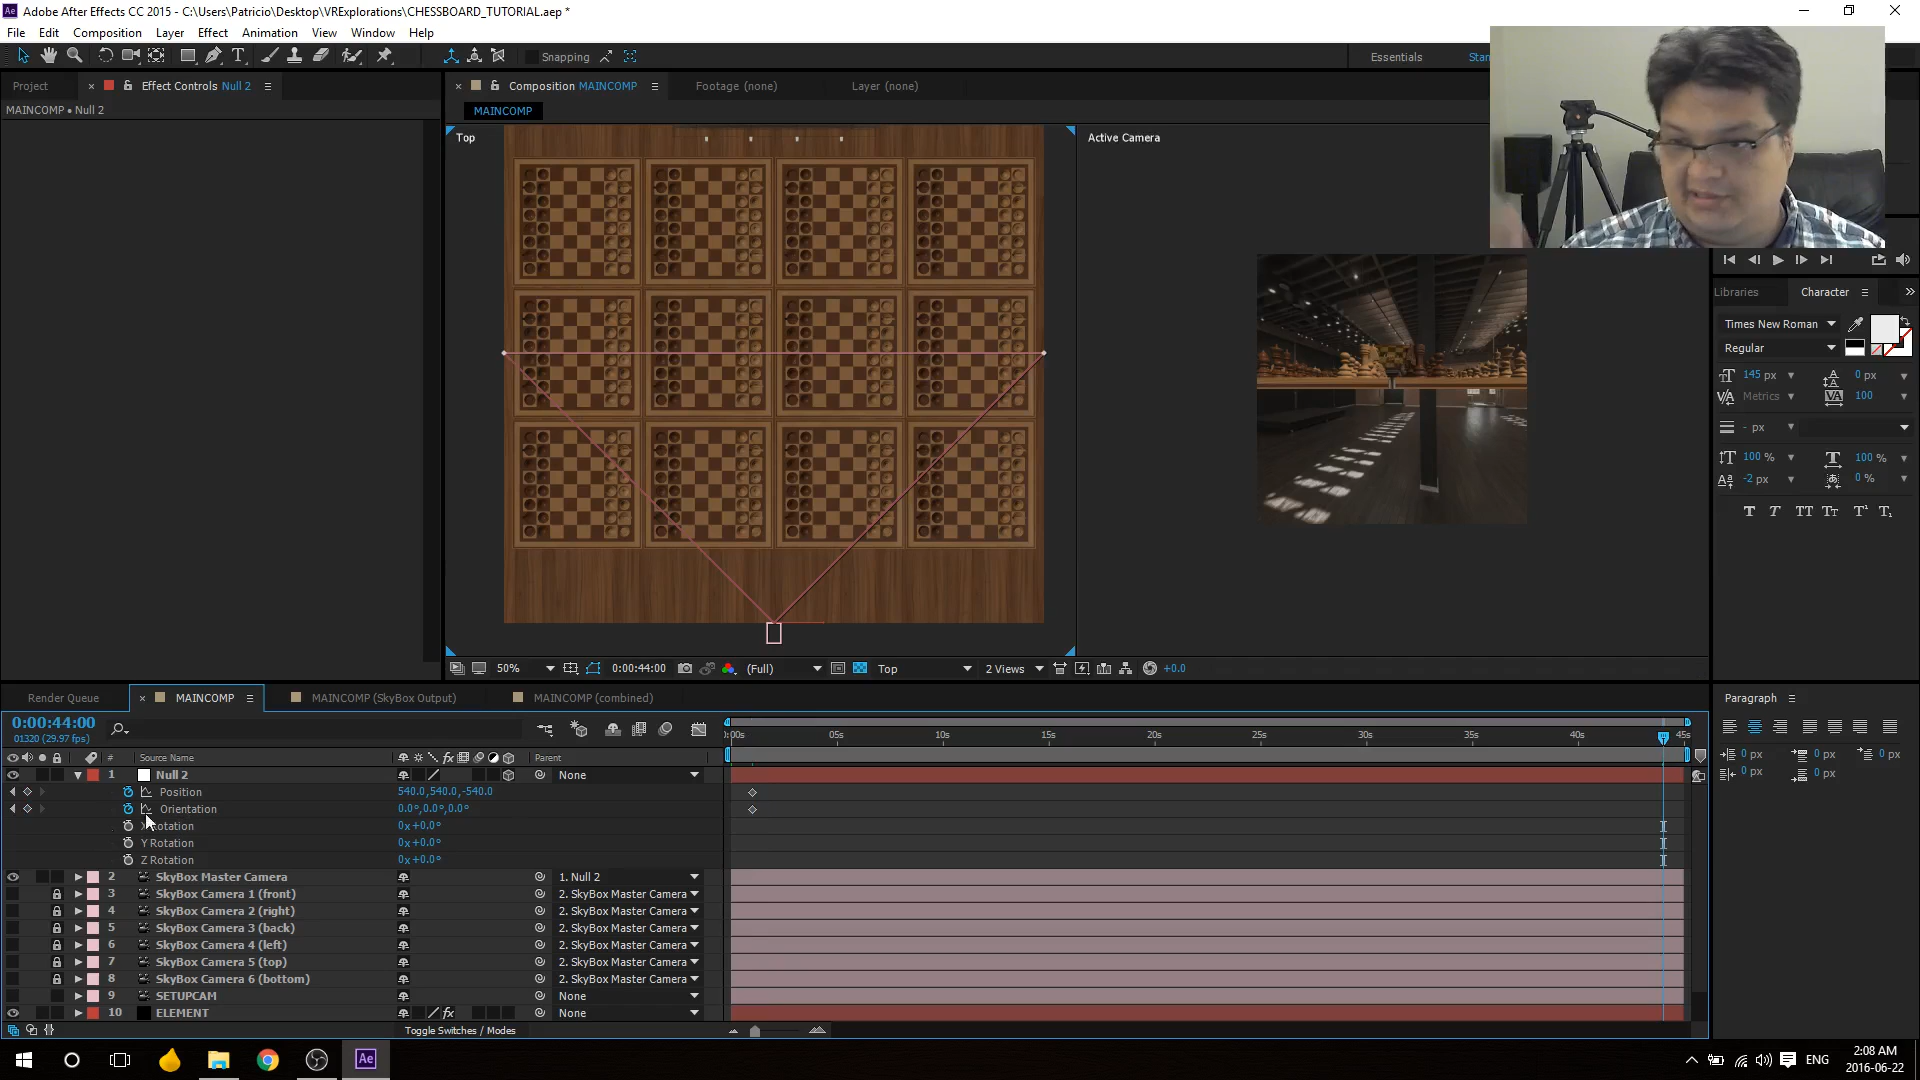 Adobe After Effects CC 2015 - C:\Users\Patricio\Desktop\VRExplorations\CHESSBOARD_TUTORIAL.aep *
File Edit Composition Layer Effect Animation View Window Help
Snapping
Essentials
Project
Effect Controls Null 2
Composition MAINCOMP
Footage (none)
Layer (none)
MAINCOMP • Null 2
MAINCOMP
Top
Active Camera
Libraries
Character
Times New Roman
Regular
145 px
0 px
Metrics
100
- px
100 %
100 %
-2 px
0 %
50%
0:00:44:00
(Full)
Top
2 Views
+0.0
Render Queue
MAINCOMP
MAINCOMP (SkyBox Output)
MAINCOMP (combined)
Paragraph
0:00:44:00
01320 (29.97 fps)
:00s 05s 10s 15s 20s 25s 30s 35s 40s 45s
0 px 0 px 0 px
0 px 0 px
# Source Name Parent
1 Null 2 None
Position 540.0,540.0,-540.0
Orientation 0.0°,0.0°,0.0°
X Rotation 0x+0.0°
Y Rotation 0x+0.0°
Z Rotation 0x+0.0°
2 SkyBox Master Camera 1. Null 2
3 SkyBox Camera 1 (front) 2. SkyBox Master Camera
4 SkyBox Camera 2 (right) 2. SkyBox Master Camera
5 SkyBox Camera 3 (back) 2. SkyBox Master Camera
6 SkyBox Camera 4 (left) 2. SkyBox Master Camera
7 SkyBox Camera 5 (top) 2. SkyBox Master Camera
8 SkyBox Camera 6 (bottom) 2. SkyBox Master Camera
9 SETUPCAM None
10 ELEMENT None
Toggle Switches / Modes
ENG
2:08 AM
2016-06-22